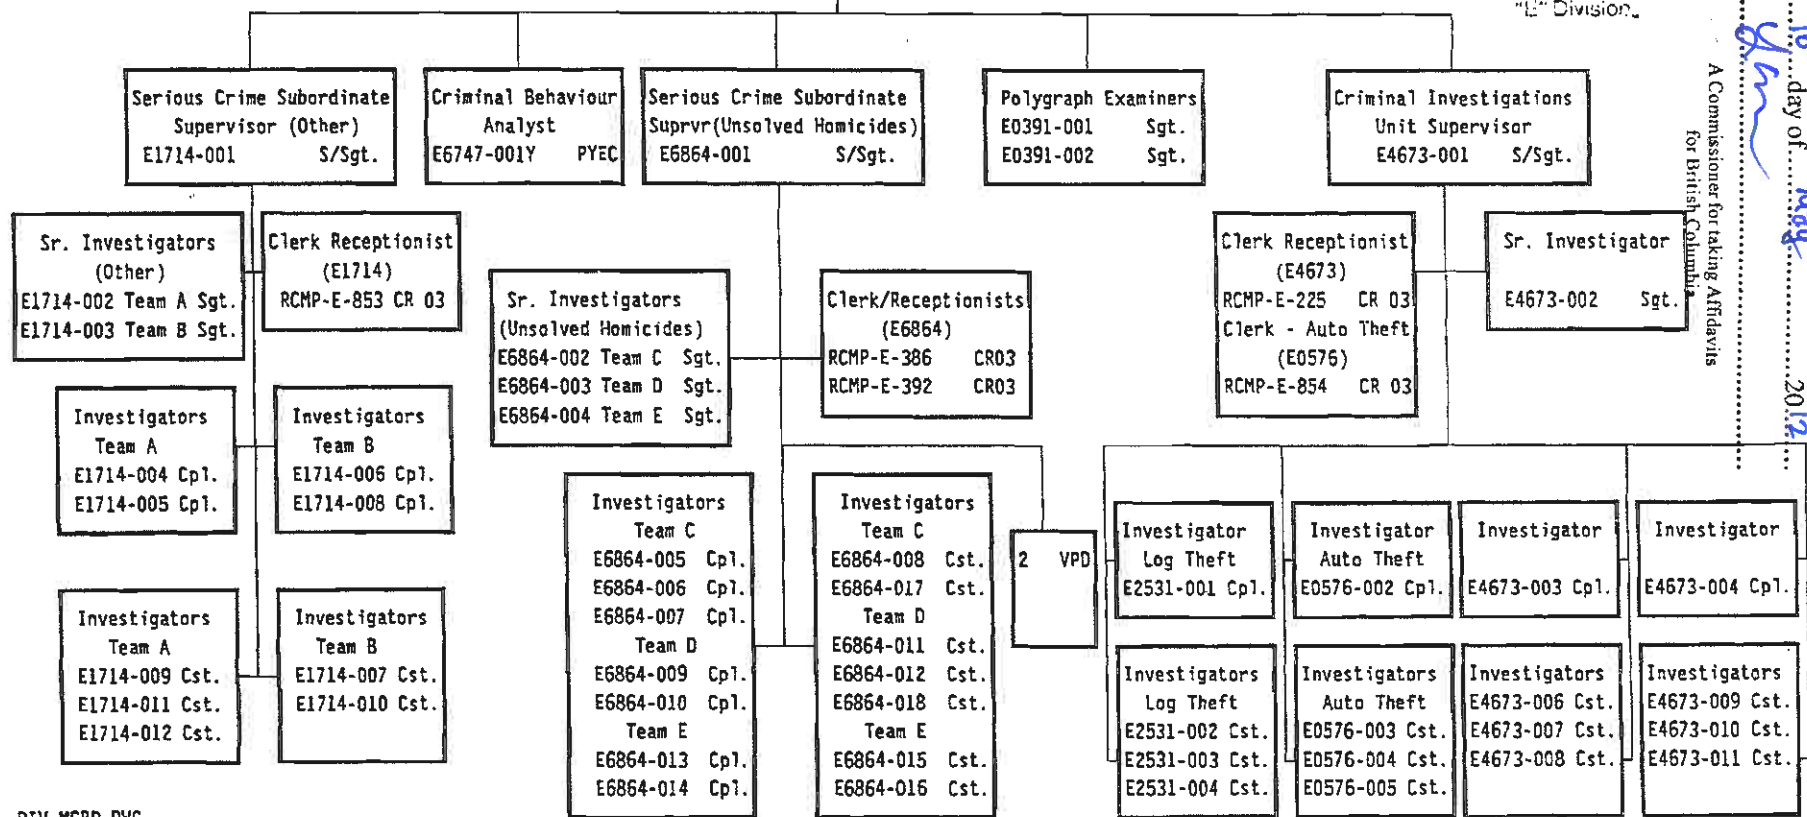 "E" Division
Serious Crime Subordinate
Supervisor (Other)
E1714-001 S/Sgt.
Criminal Behaviour
Analyst
E6747-001Y PYEC
Serious Crime Subordinate
Suprvr(Unsolved Homicides)
E6864-001 S/Sgt.
Polygraph Examiners
E0391-001 Sgt.
E0391-002 Sgt.
Criminal Investigations
Unit Supervisor
E4673-001 S/Sgt.
10 day of May 2012
A Commissioner for taking Affidavits
for British Columbia
Sr. Investigators
(Other)
E1714-002 Team A Sgt.
E1714-003 Team B Sgt.
Clerk Receptionist
(E1714)
RCMP-E-853 CR 03
Sr. Investigators
(Unsolved Homicides)
E6864-002 Team C Sgt.
E6864-003 Team D Sgt.
E6864-004 Team E Sgt.
Clerk/Receptionists
(E6864)
RCMP-E-386 CR03
RCMP-E-392 CR03
Clerk Receptionist
(E4673)
RCMP-E-225 CR 03
Clerk - Auto Theft
(E0576)
RCMP-E-854 CR 03
Sr. Investigator
E4673-002 Sgt.
Investigators
Team A
E1714-004 Cpl.
E1714-005 Cpl.
Investigators
Team B
E1714-006 Cpl.
E1714-008 Cpl.
Investigators
Team A
E1714-009 Cst.
E1714-011 Cst.
E1714-012 Cst.
Investigators
Team B
E1714-007 Cst.
E1714-010 Cst.
Investigators
Team C
E6864-005 Cpl.
E6864-006 Cpl.
E6864-007 Cpl.
Team D
E6864-009 Cpl.
E6864-010 Cpl.
Team E
E6864-013 Cpl.
E6864-014 Cpl.
Investigators
Team C
E6864-008 Cst.
E6864-017 Cst.
Team D
E6864-011 Cst.
E6864-012 Cst.
E6864-018 Cst.
Team E
E6864-015 Cst.
E6864-016 Cst.
2 VPD
Investigator
Log Theft
E2531-001 Cpl.
Investigator
Auto Theft
E0576-002 Cpl.
Investigator
E4673-003 Cpl.
Investigator
E4673-004 Cpl.
Investigators
Log Theft
E2531-002 Cst.
E2531-003 Cst.
E2531-004 Cst.
Investigators
Auto Theft
E0576-003 Cst.
E0576-004 Cst.
E0576-005 Cst.
Investigators
E4673-006 Cst.
E4673-007 Cst.
E4673-008 Cst.
Investigators
E4673-009 Cst.
E4673-010 Cst.
E4673-011 Cst.